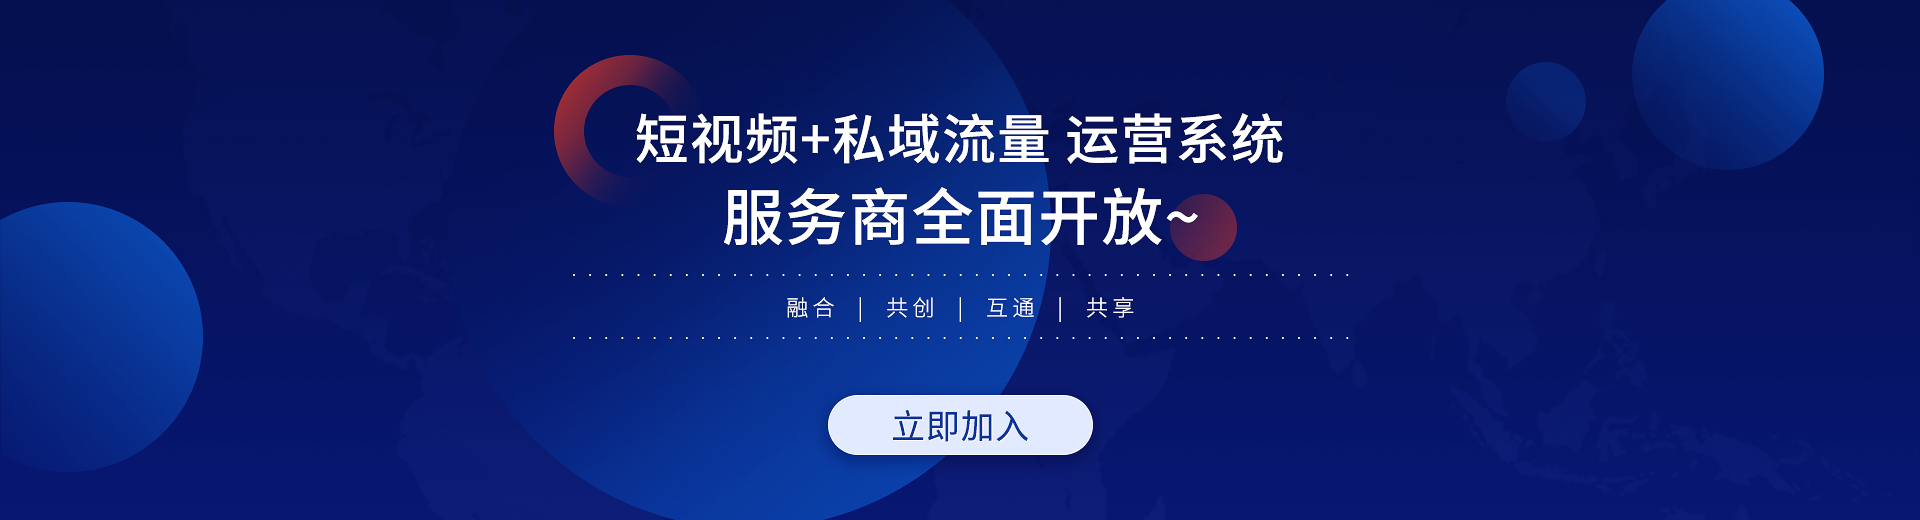 短视频+私域流量 运营系统
服务商全面开放~
融合 | 共创 | 互通 | 共享
立即加入